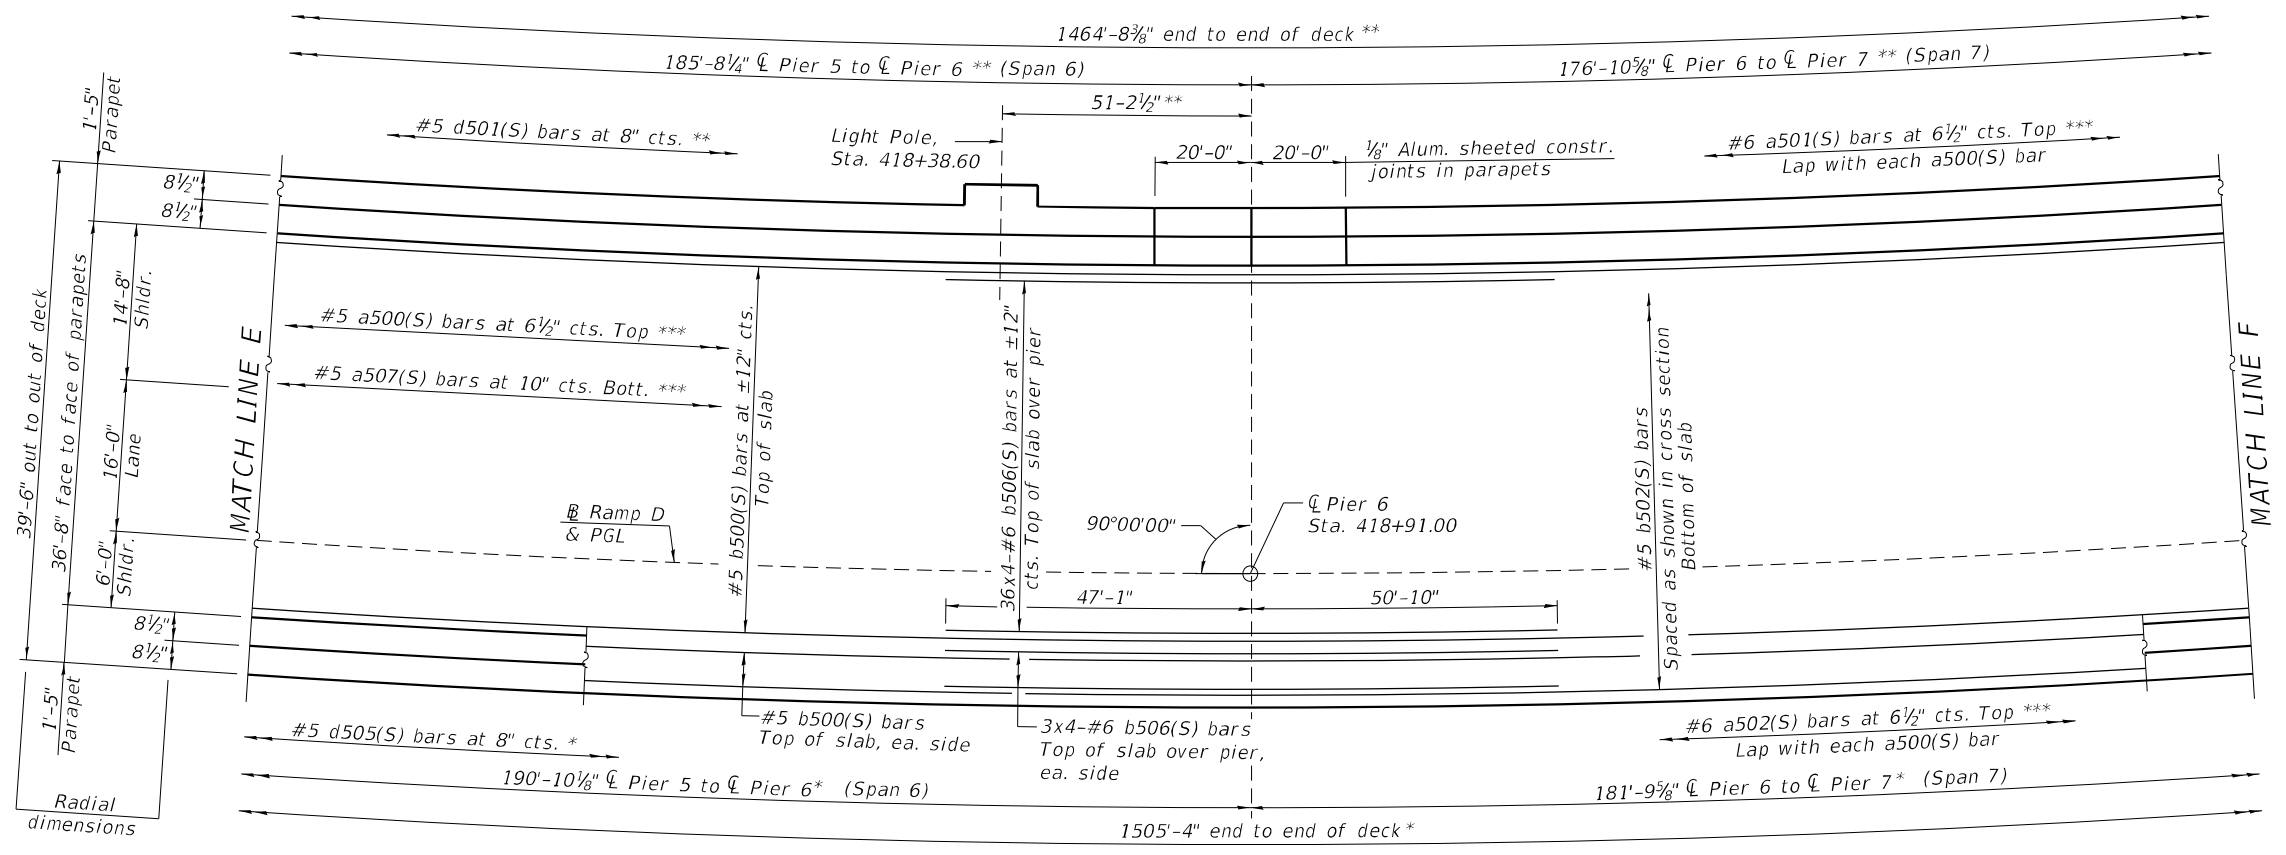 1464'-8⅜" end to end of deck **
185'-8¼" ℄ Pier 5 to ℄ Pier 6 ** (Span 6)
176'-10⅝" ℄ Pier 6 to ℄ Pier 7 ** (Span 7)
51-2½" **
1'-5"
Parapet
#5 d501(S) bars at 8" cts. **
Light Pole,
Sta. 418+38.60
20'-0"
20'-0"
⅛" Alum. sheeted constr.
joints in parapets
#6 a501(S) bars at 6½" cts. Top ***
Lap with each a500(S) bar
8½"
8½"
39'-6" out to out of deck
36'-8" face to face of parapets
14'-8"
Shldr.
16'-0"
Lane
6'-0"
Shldr.
MATCH LINE E
#5 a500(S) bars at 6½" cts. Top ***
#5 a507(S) bars at 10" cts. Bott. ***
#5 b500(S) bars at ±12" cts.
Top of slab
36x4-#6 b506(S) bars at ±12"
cts. Top of slab over pier
#5 b502(S) bars
Spaced as shown in cross section
Bottom of slab
MATCH LINE F
B Ramp D
& PGL
90°00'00"
℄ Pier 6
Sta. 418+91.00
47'-1"
50'-10"
8½"
8½"
1'-5"
Parapet
Radial
dimensions
#5 d505(S) bars at 8" cts. *
#5 b500(S) bars
Top of slab, ea. side
3x4-#6 b506(S) bars
Top of slab over pier,
ea. side
#6 a502(S) bars at 6½" cts. Top ***
Lap with each a500(S) bar
190'-10⅛" ℄ Pier 5 to ℄ Pier 6* (Span 6)
181'-9⅝" ℄ Pier 6 to ℄ Pier 7* (Span 7)
1505'-4" end to end of deck *